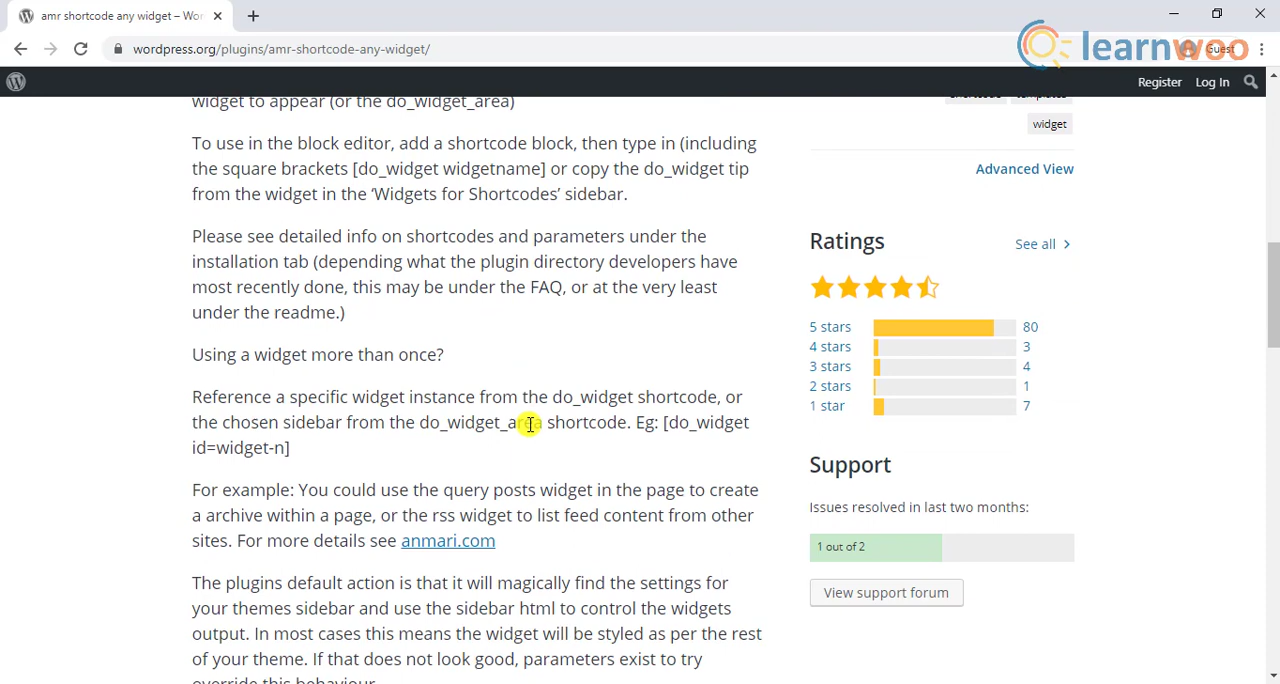 amr shortcode any widget – Wor
wordpress.org/plugins/amr-shortcode-any-widget/
learnwoo
Guest
Register Log In
widget to appear (or the do_widget_area)
To use in the block editor, add a shortcode block, then type in (including
the square brackets [do_widget widgetname] or copy the do_widget tip
from the widget in the ‘Widgets for Shortcodes’ sidebar.
Please see detailed info on shortcodes and parameters under the
installation tab (depending what the plugin directory developers have
most recently done, this may be under the FAQ, or at the very least
under the readme.)
Using a widget more than once?
Reference a specific widget instance from the do_widget shortcode, or
the chosen sidebar from the do_widget_area shortcode. Eg: [do_widget
id=widget-n]
For example: You could use the query posts widget in the page to create
a archive within a page, or the rss widget to list feed content from other
sites. For more details see anmari.com
The plugins default action is that it will magically find the settings for
your themes sidebar and use the sidebar html to control the widgets
output. In most cases this means the widget will be styled as per the rest
of your theme. If that does not look good, parameters exist to try
override this behaviour.
shortcode templates
widget
Advanced View
Ratings
See all
5 stars 80
4 stars 3
3 stars 4
2 stars 1
1 star 7
Support
Issues resolved in last two months:
1 out of 2
View support forum